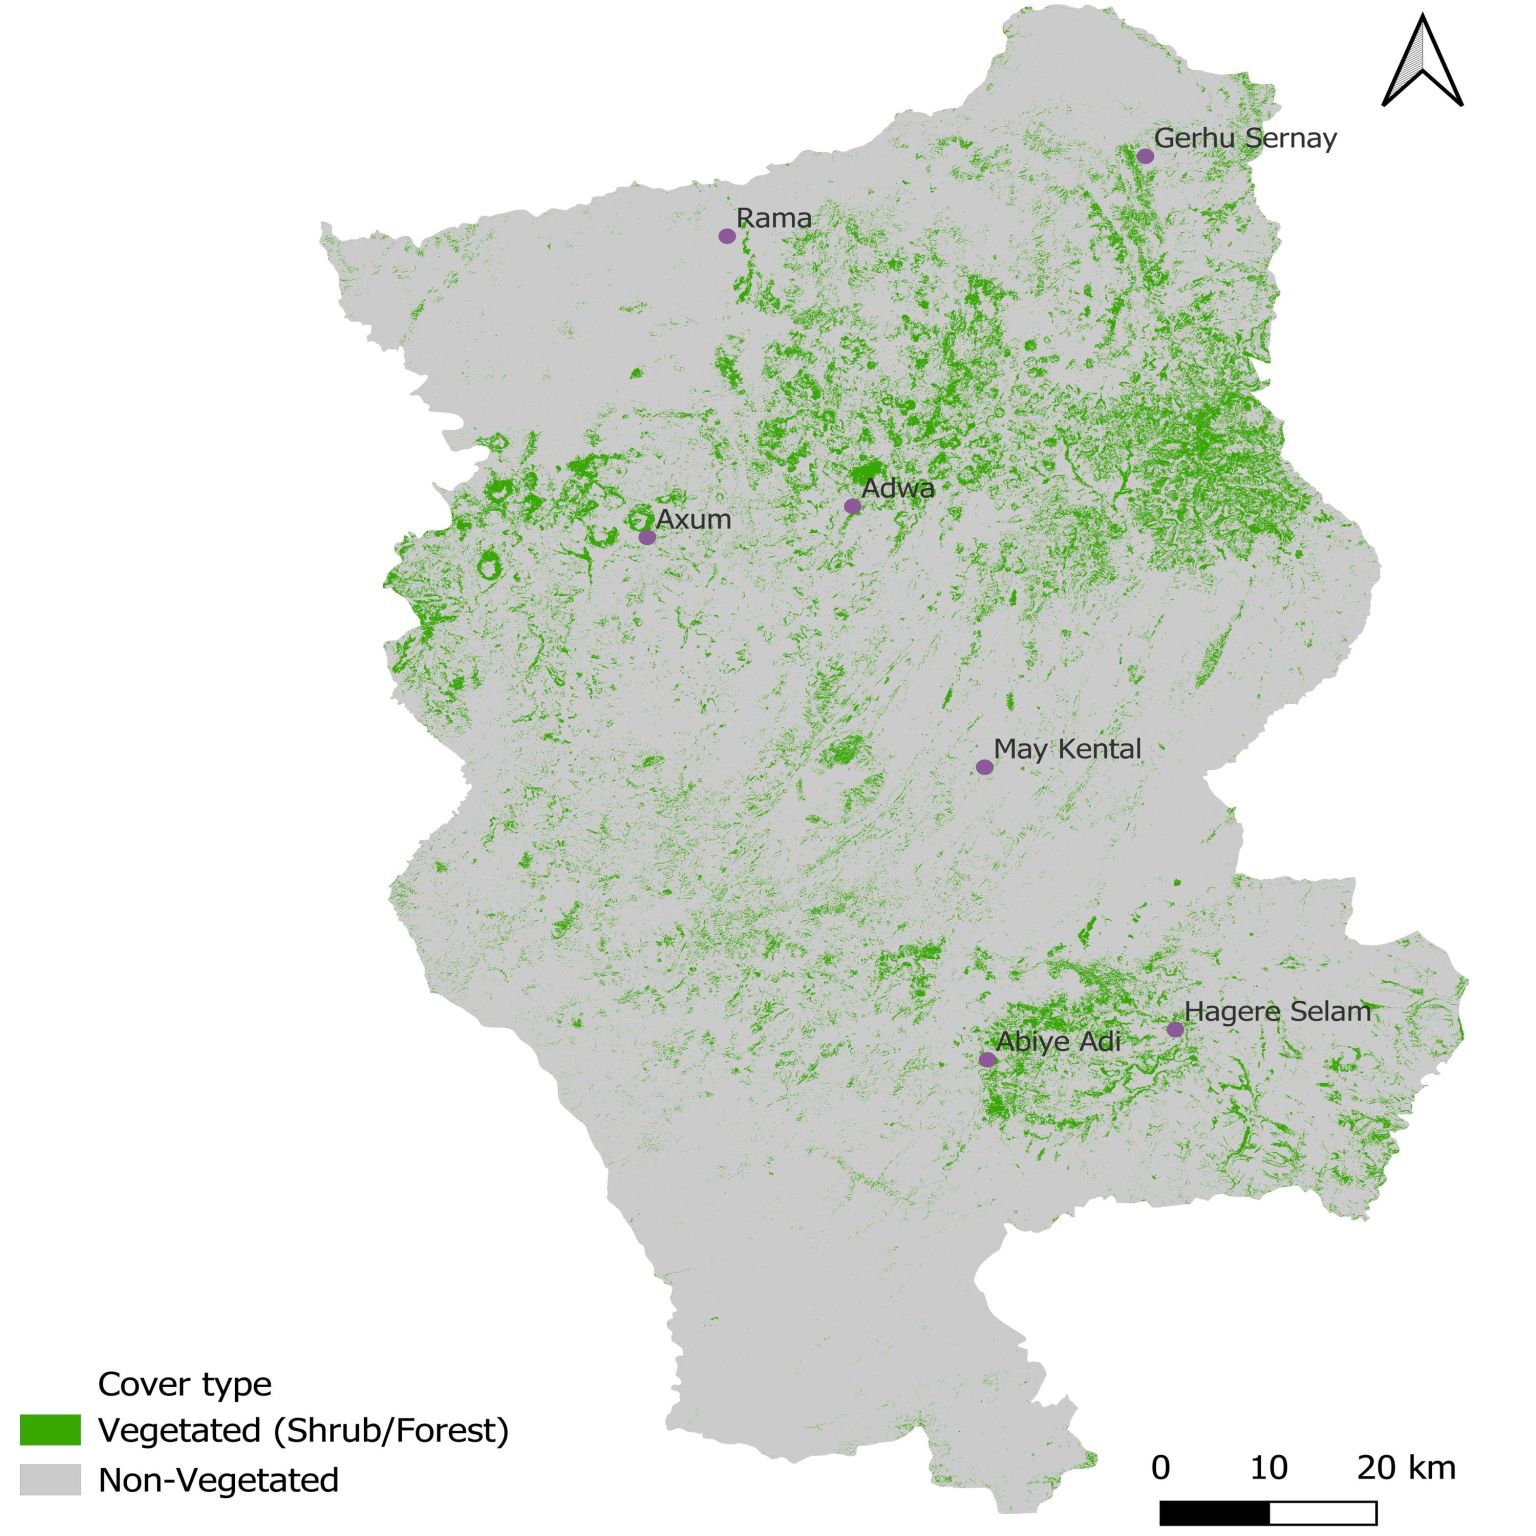 Gerhu Sernay
Rama
Adwa
Axum
May Kental
Hagere Selam
Abiye Adi
Cover type
Vegetated (Shrub/Forest)
Non-Vegetated
0 10 20 km